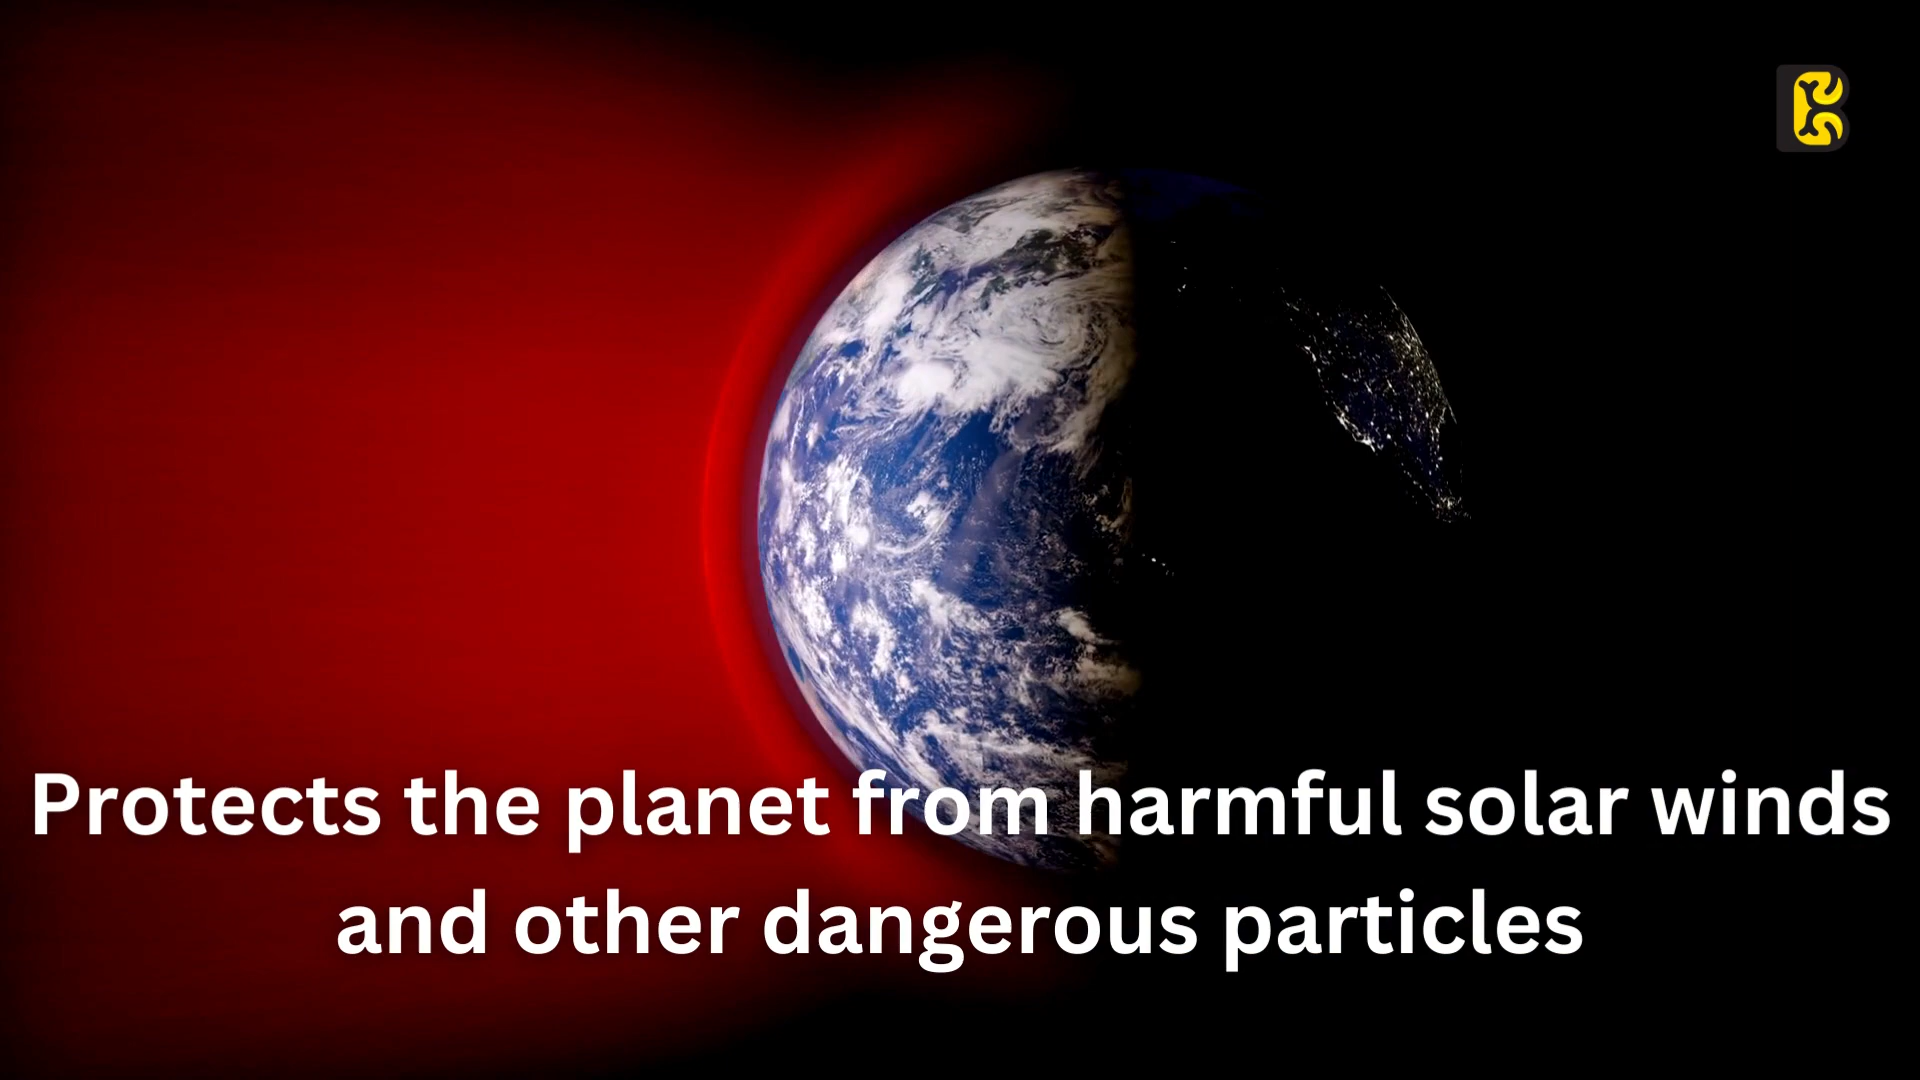 Protects the planet from harmful solar winds
and other dangerous particles